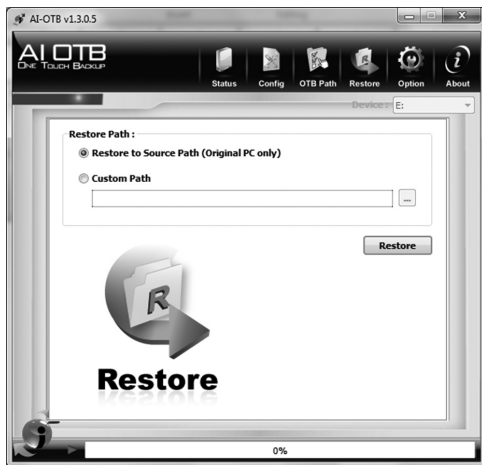 AI-OTB v1.3.0.5
AI OTB
ONE TOUCH BACKUP
Status
Config
OTB Path
Restore
Option
About
Device : E:
Restore Path :
Restore to Source Path (Original PC only)
Custom Path
...
Restore
R
Restore
0%